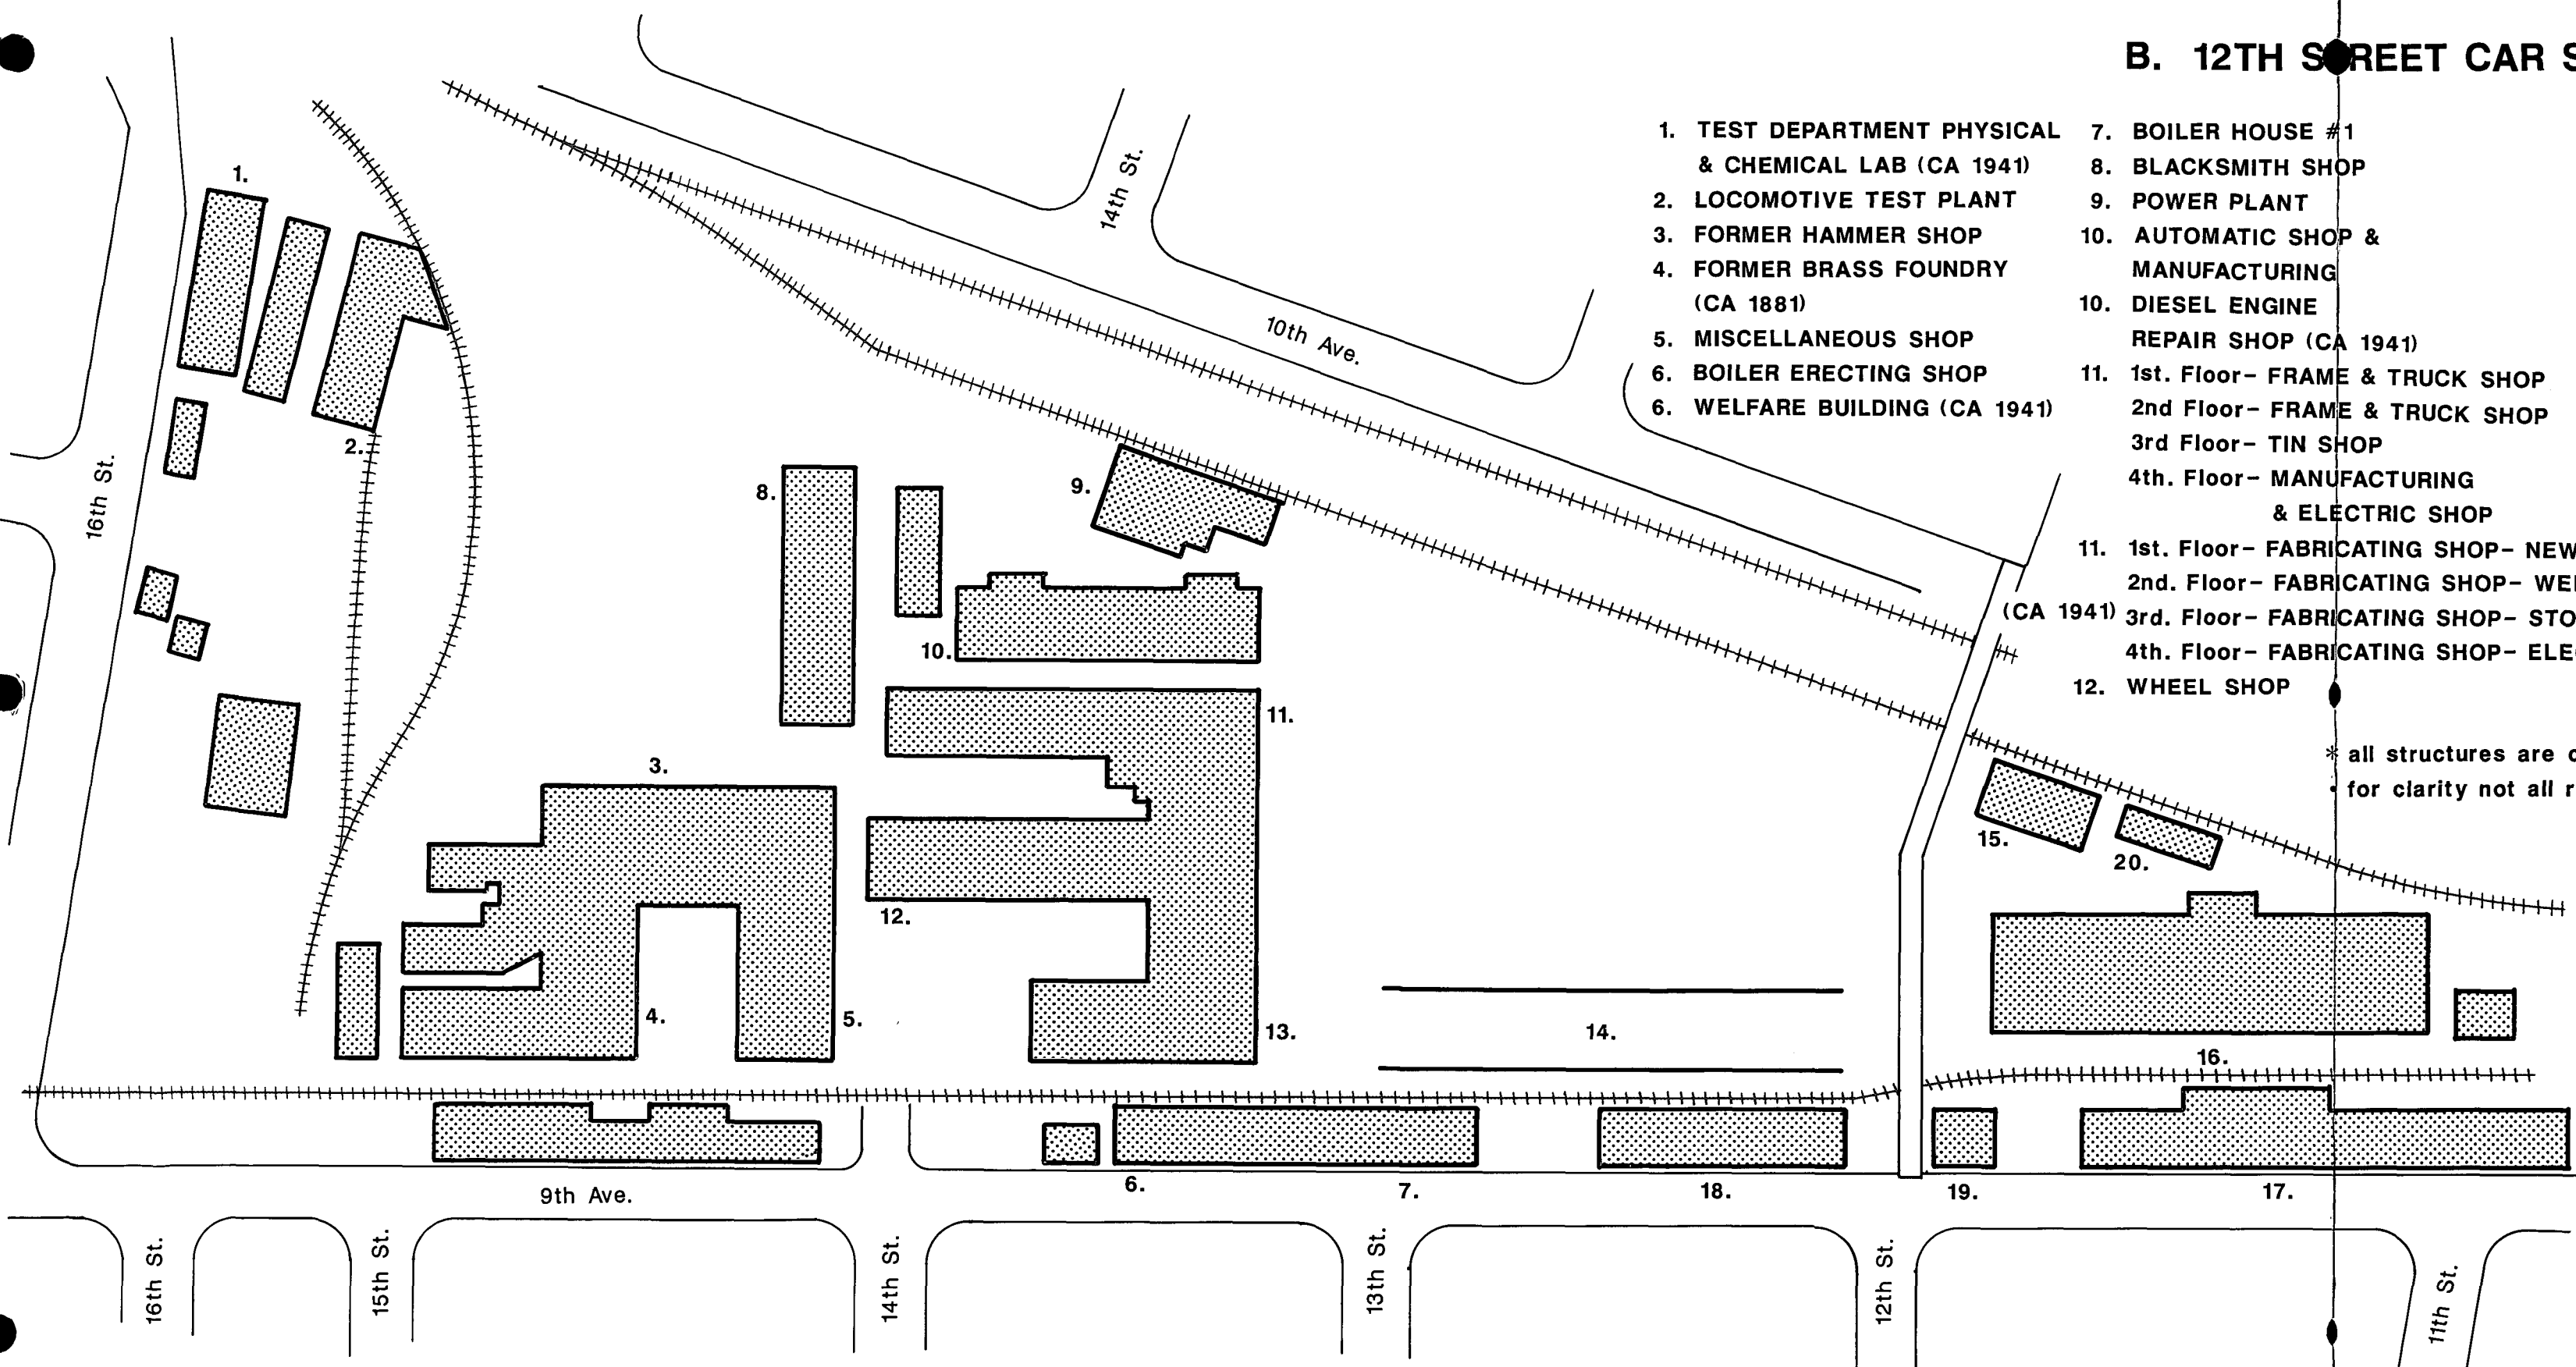 B. 12TH STREET CAR S
1. TEST DEPARTMENT PHYSICAL
& CHEMICAL LAB (CA 1941)
2. LOCOMOTIVE TEST PLANT
3. FORMER HAMMER SHOP
4. FORMER BRASS FOUNDRY
(CA 1881)
5. MISCELLANEOUS SHOP
6. BOILER ERECTING SHOP
6. WELFARE BUILDING (CA 1941)
7. BOILER HOUSE #1
8. BLACKSMITH SHOP
9. POWER PLANT
10. AUTOMATIC SHOP &
MANUFACTURING
10. DIESEL ENGINE
REPAIR SHOP (CA 1941)
11. 1st. Floor- FRAME & TRUCK SHOP
2nd Floor- FRAME & TRUCK SHOP
3rd Floor- TIN SHOP
4th. Floor- MANUFACTURING
& ELECTRIC SHOP
11. 1st. Floor- FABRICATING SHOP- NEW
2nd. Floor- FABRICATING SHOP- WE
(CA 1941) 3rd. Floor- FABRICATING SHOP- STO
4th. Floor- FABRICATING SHOP- ELE
12. WHEEL SHOP
* all structures are
• for clarity not all r
14th St.
10th Ave.
16th St.
1.
2.
8.
9.
10.
11.
3.
12.
15.
20.
4.
5.
13.
14.
16.
6.
7.
18.
19.
17.
9th Ave.
16th St.
15th St.
14th St.
13th St.
12th St.
11th St.